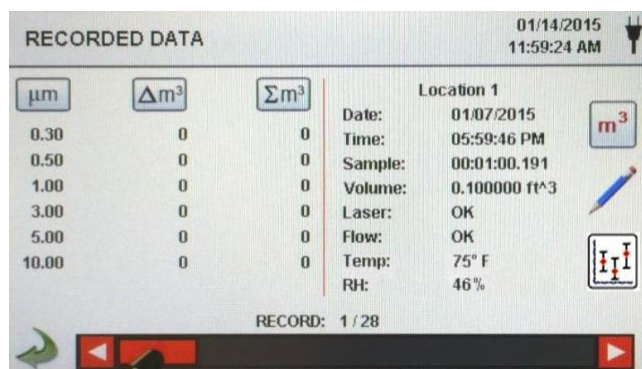 RECORDED DATA
01/14/2015
11:59:24 AM
µm Δm³ Σm³
0.30 0 0
0.50 0 0
1.00 0 0
3.00 0 0
5.00 0 0
10.00 0 0
Location 1
Date: 01/07/2015
Time: 05:59:46 PM
Sample: 00:01:00.191
Volume: 0.100000 ft^3
Laser: OK
Flow: OK
Temp: 75° F
RH: 46%
m³
RECORD: 1 / 28